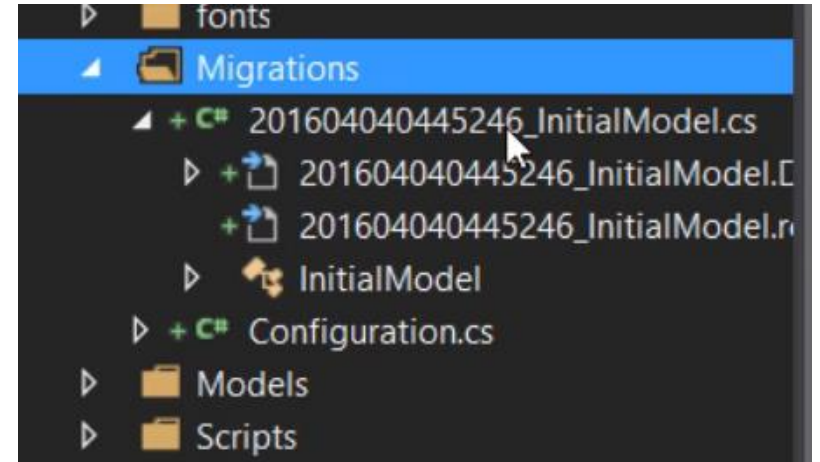 fonts
Migrations
+ C# 201604040445246_InitialModel.cs
+ 201604040445246_InitialModel.D
+ 201604040445246_InitialModel.r
InitialModel
+ C# Configuration.cs
Models
Scripts